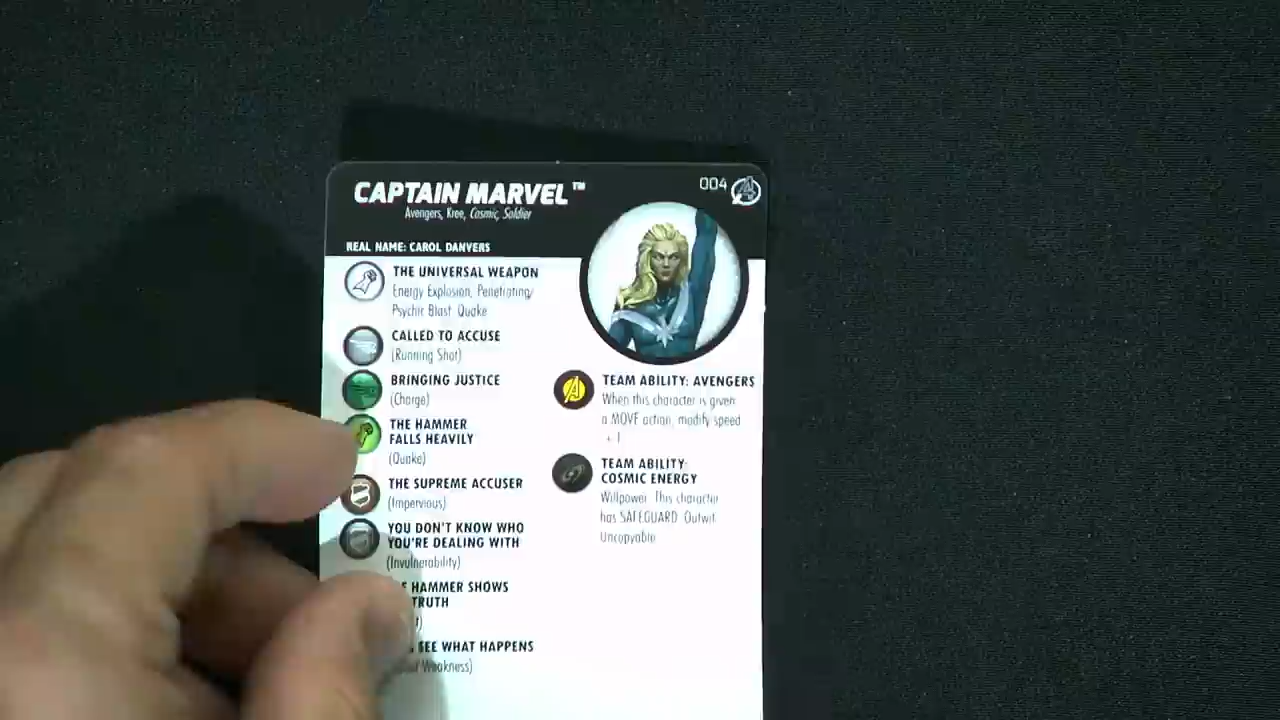 CAPTAIN MARVEL™
004
Avengers, Kree, Cosmic, Soldier
REAL NAME: CAROL DANVERS
THE UNIVERSAL WEAPON
Energy Explosion, Penetrating/
Psychic Blast, Quake
CALLED TO ACCUSE
(Running Shot)
BRINGING JUSTICE
(Charge)
THE HAMMER
FALLS HEAVILY
(Quake)
THE SUPREME ACCUSER
(Impervious)
YOU DON'T KNOW WHO
YOU'RE DEALING WITH
(Invulnerability)
HAMMER SHOWS
TRUTH
SEE WHAT HAPPENS
Weakness)
TEAM ABILITY: AVENGERS
When this character is given
a MOVE action, modify speed
+1
TEAM ABILITY:
COSMIC ENERGY
Willpower. This character
has SAFEGUARD: Outwit.
Uncopyable.